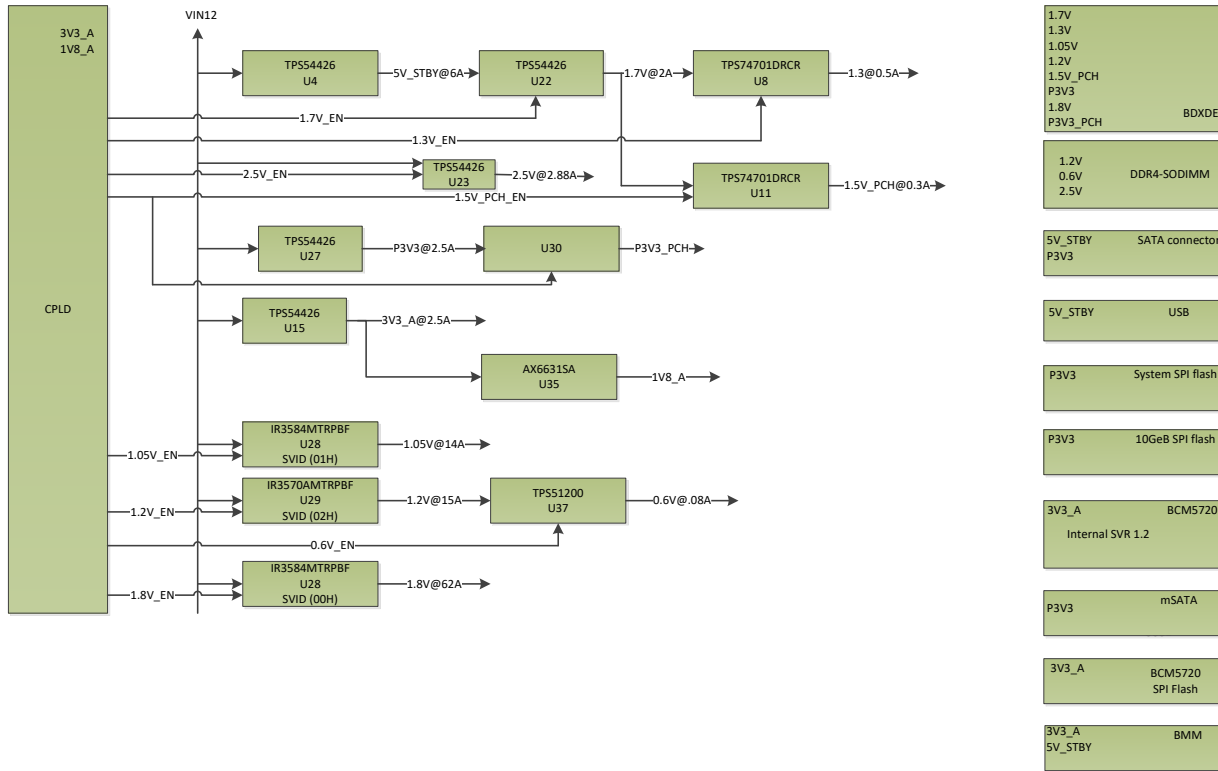 VIN12
3V3_A
1V8_A
CPLD
TPS54426
U4
5V_STBY@6A
TPS54426
U22
1.7V@2A
TPS74701DRCR
U8
1.3@0.5A
1.7V_EN
1.3V_EN
2.5V_EN
TPS54426
U23
2.5V@2.88A
TPS74701DRCR
U11
1.5V_PCH@0.3A
1.5V_PCH_EN
TPS54426
U27
P3V3@2.5A
U30
P3V3_PCH
TPS54426
U15
3V3_A@2.5A
AX6631SA
U35
1V8_A
IR3584MTRPBF
U28
SVID (01H)
1.05V@14A
1.05V_EN
IR3570AMTRPBF
U29
SVID (02H)
1.2V@15A
TPS51200
U37
0.6V@.08A
1.2V_EN
0.6V_EN
IR3584MTRPBF
U28
SVID (00H)
1.8V@62A
1.8V_EN
1.7V
1.3V
1.05V
1.2V
1.5V_PCH
P3V3
1.8V
P3V3_PCH
BDXDE
1.2V
0.6V
2.5V
DDR4-SODIMM
5V_STBY
P3V3
SATA connector
5V_STBY
USB
P3V3
System SPI flash
P3V3
10GeB SPI flash
3V3_A
BCM5720
Internal SVR 1.2
P3V3
mSATA
3V3_A
BCM5720
SPI Flash
3V3_A
5V_STBY
BMM